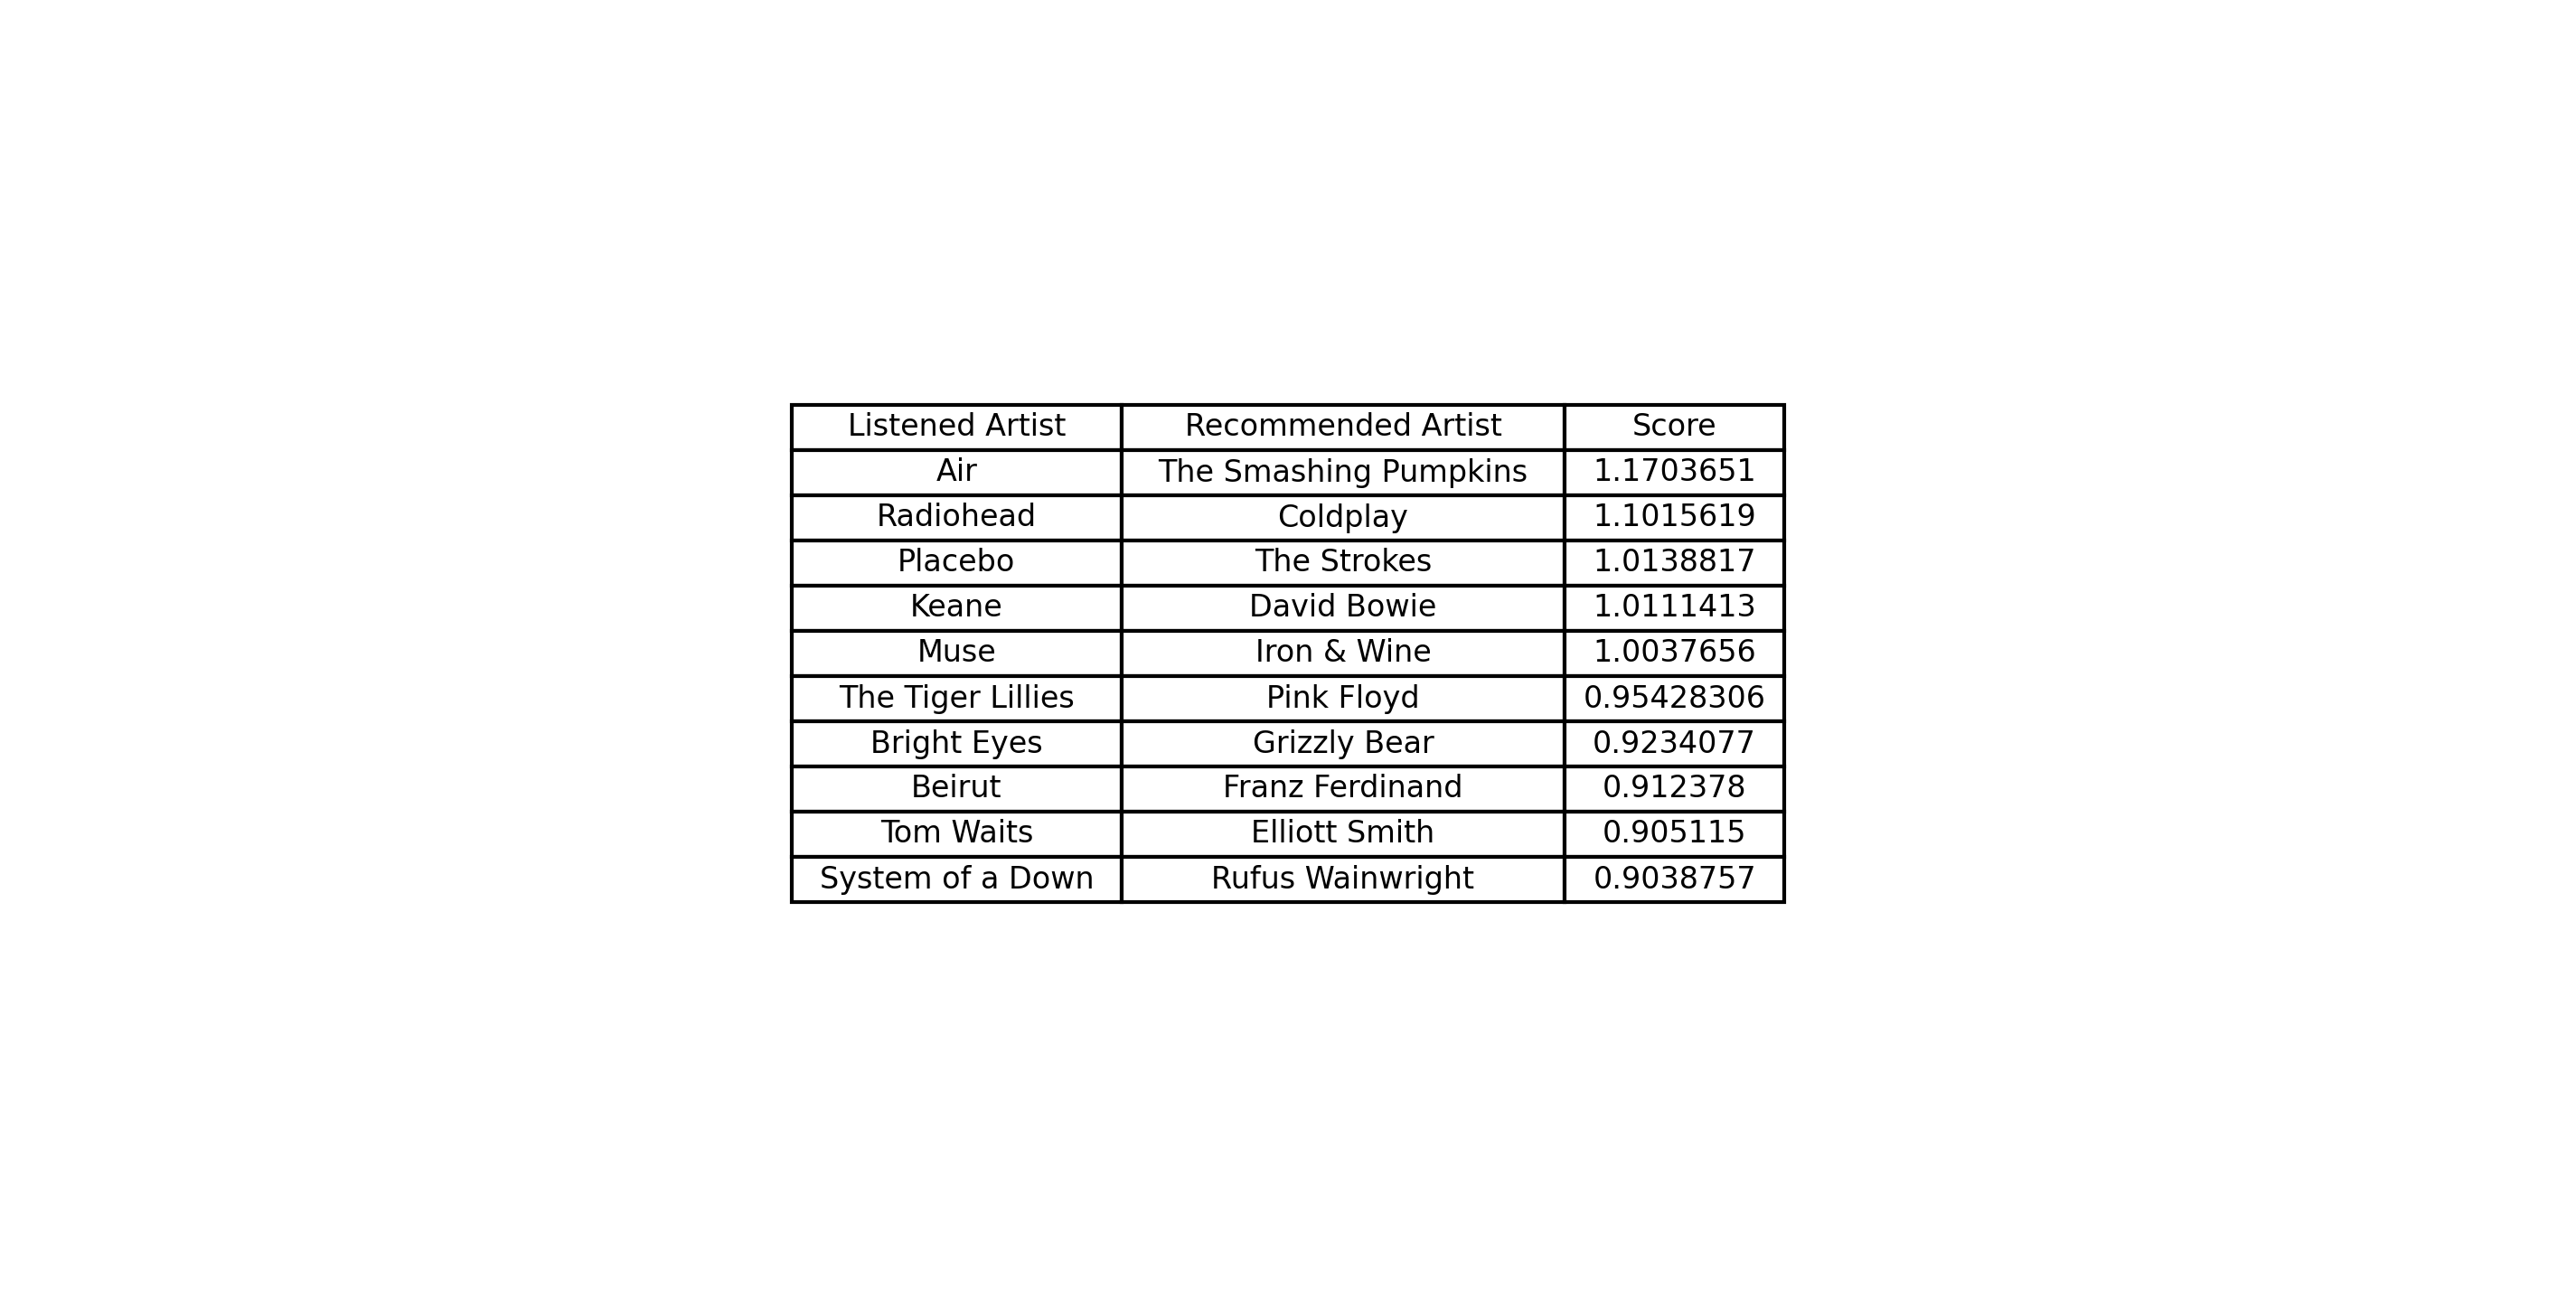 Listened Artist Recommended Artist Score
Air The Smashing Pumpkins 1.1703651
Radiohead Coldplay 1.1015619
Placebo The Strokes 1.0138817
Keane David Bowie 1.0111413
Muse Iron & Wine 1.0037656
The Tiger Lillies Pink Floyd 0.95428306
Bright Eyes Grizzly Bear 0.9234077
Beirut Franz Ferdinand 0.912378
Tom Waits Elliott Smith 0.905115
System of a Down Rufus Wainwright 0.9038757